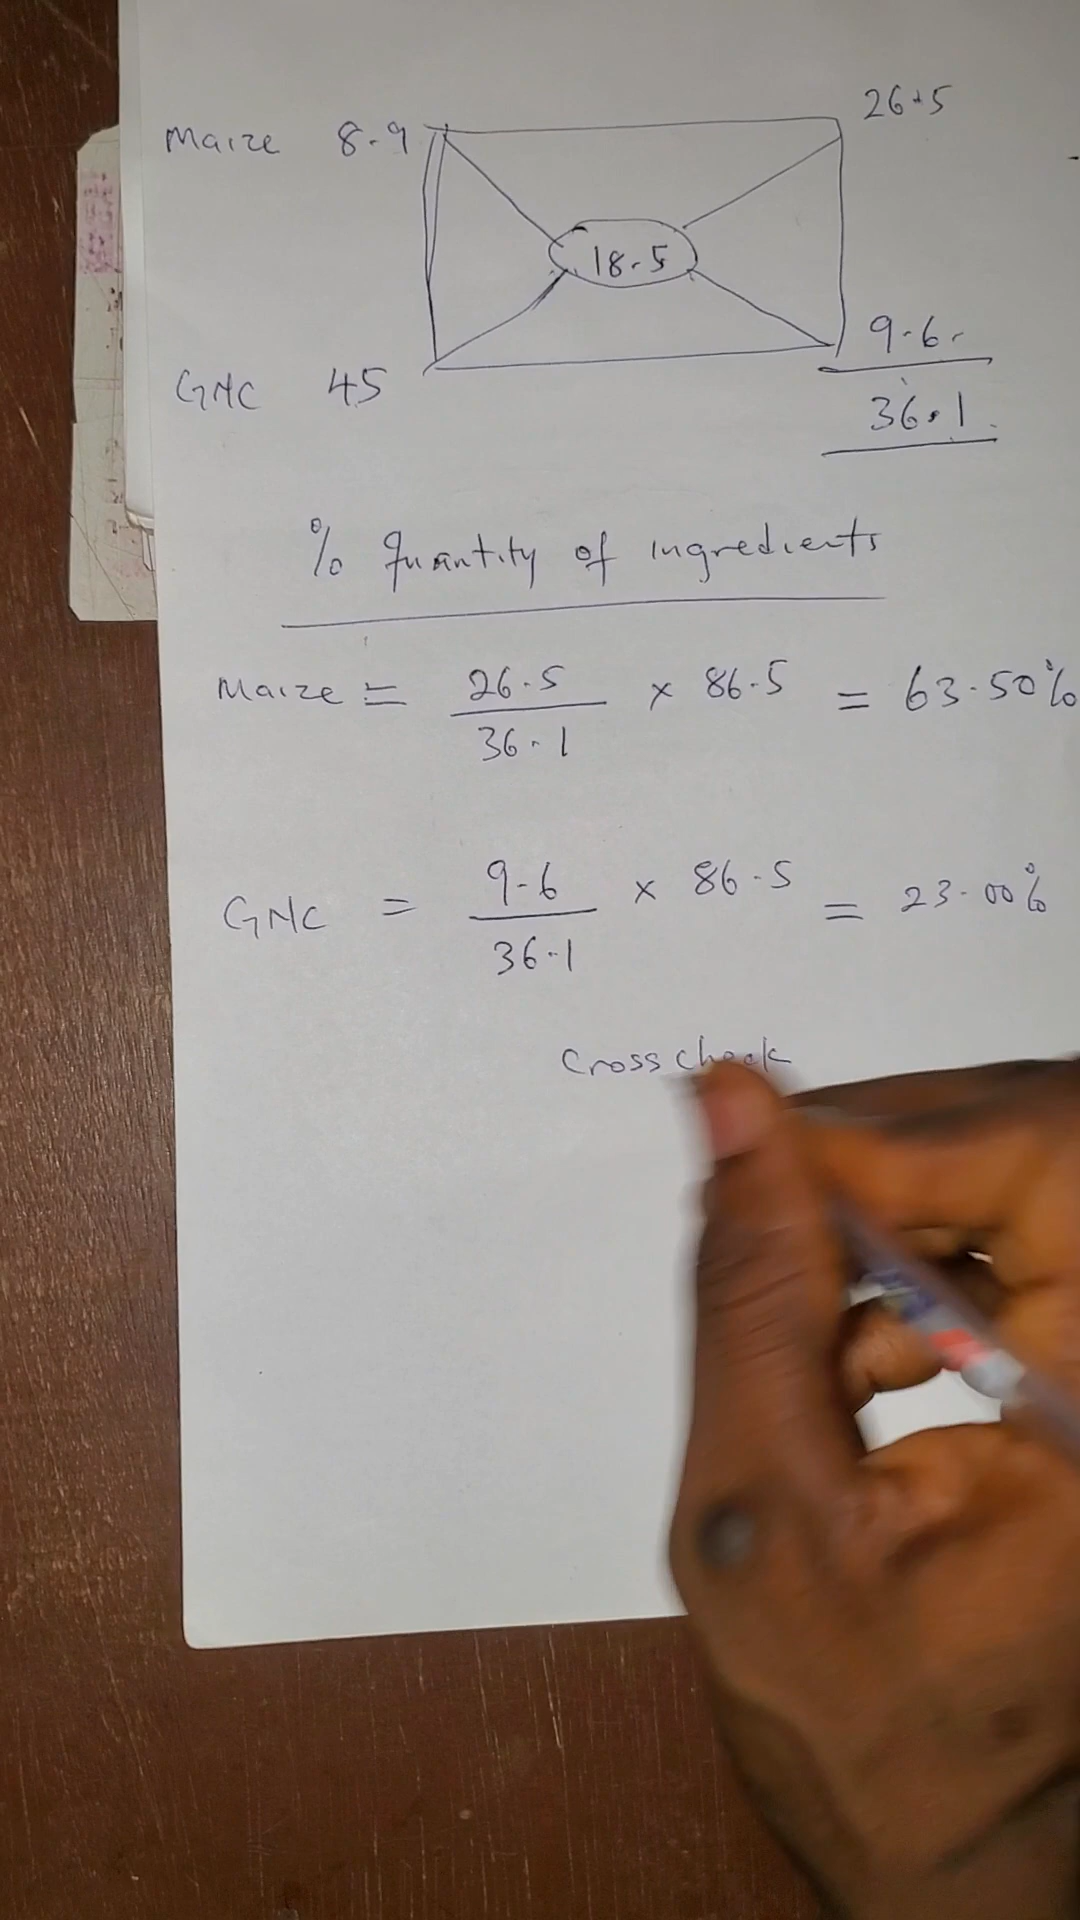 26.5
Maize 8.9
18.5
9.6
GNC 45
36.1
% quantity of ingredients
Maize = 26.5 / 36.1 x 86.5 = 63.50%
GNC = 9.6 / 36.1 x 86.5 = 23.00%
Cross check